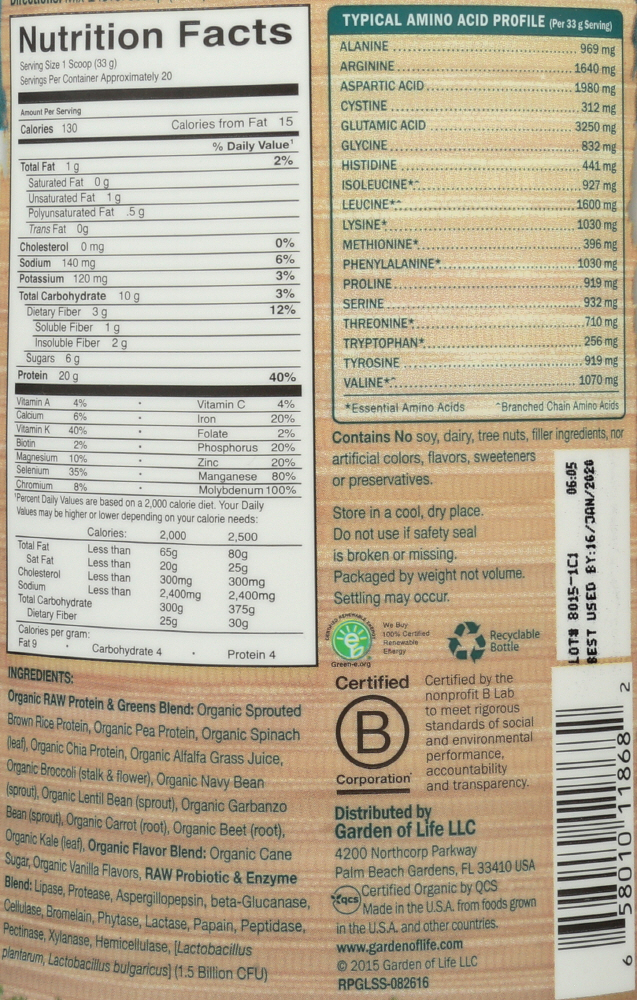 Nutrition Facts
Serving Size 1 Scoop (33 g)
Servings Per Container Approximately 20
Amount Per Serving
Calories 130 Calories from Fat 15
% Daily Value¹
Total Fat 1 g 2%
Saturated Fat 0 g
Unsaturated Fat 1 g
Polyunsaturated Fat .5 g
Trans Fat 0g
Cholesterol 0 mg 0%
Sodium 140 mg 6%
Potassium 120 mg 3%
Total Carbohydrate 10 g 3%
Dietary Fiber 3 g 12%
Soluble Fiber 1 g
Insoluble Fiber 2 g
Sugars 6 g
Protein 20 g 40%
Vitamin A 4% • Vitamin C 4%
Calcium 6% • Iron 20%
Vitamin K 40% • Folate 2%
Biotin 2% • Phosphorus 20%
Magnesium 10% • Zinc 20%
Selenium 35% • Manganese 80%
Chromium 8% • Molybdenum 100%
¹Percent Daily Values are based on a 2,000 calorie diet. Your Daily
Values may be higher or lower depending on your calorie needs:
Calories: 2,000 2,500
Total Fat Less than 65g 80g
Sat Fat Less than 20g 25g
Cholesterol Less than 300mg 300mg
Sodium Less than 2,400mg 2,400mg
Total Carbohydrate 300g 375g
Dietary Fiber 25g 30g
Calories per gram:
Fat 9 • Carbohydrate 4 • Protein 4
INGREDIENTS:
Organic RAW Protein & Greens Blend: Organic Sprouted
Brown Rice Protein, Organic Pea Protein, Organic Spinach
(leaf), Organic Chia Protein, Organic Alfalfa Grass Juice,
Organic Broccoli (stalk & flower), Organic Navy Bean
(sprout), Organic Lentil Bean (sprout), Organic Garbanzo
Bean (sprout), Organic Carrot (root), Organic Beet (root),
Organic Kale (leaf), Organic Flavor Blend: Organic Cane
Sugar, Organic Vanilla Flavors, RAW Probiotic & Enzyme
Blend: Lipase, Protease, Aspergillopepsin, beta-Glucanase,
Cellulase, Bromelain, Phytase, Lactase, Papain, Peptidase,
Pectinase, Xylanase, Hemicellulase, [Lactobacillus
plantarum, Lactobacillus bulgaricus] (1.5 Billion CFU)
TYPICAL AMINO ACID PROFILE (Per 33 g Serving)
ALANINE 969 mg
ARGININE 1640 mg
ASPARTIC ACID 1980 mg
CYSTINE 312 mg
GLUTAMIC ACID 3250 mg
GLYCINE 832 mg
HISTIDINE 441 mg
ISOLEUCINE*^ 927 mg
LEUCINE*^ 1600 mg
LYSINE* 1030 mg
METHIONINE* 396 mg
PHENYLALANINE* 1030 mg
PROLINE 919 mg
SERINE 932 mg
THREONINE* 710 mg
TRYPTOPHAN* 256 mg
TYROSINE 919 mg
VALINE*^ 1070 mg
*Essential Amino Acids ^Branched Chain Amino Acids
Contains No soy, dairy, tree nuts, filler ingredients, nor
artificial colors, flavors, sweeteners
or preservatives.
Store in a cool, dry place.
Do not use if safety seal
is broken or missing.
Packaged by weight not volume.
Settling may occur.
LOT# 8015-1C1 06:05
BEST USED BY:16/JAN/2020
Green-e.org
We Buy
100% Certified
Renewable
Energy
Recyclable
Bottle
Certified
B
Corporation
Certified by the
nonprofit B Lab
to meet rigorous
standards of social
and environmental
performance,
accountability
and transparency.
Distributed by
Garden of Life LLC
4200 Northcorp Parkway
Palm Beach Gardens, FL 33410 USA
qcs
Certified Organic by QCS
Made in the U.S.A. from foods grown
in the U.S.A. and other countries.
www.gardenoflife.com
© 2015 Garden of Life LLC
RPGLSS-082616
6 58010 11868 2